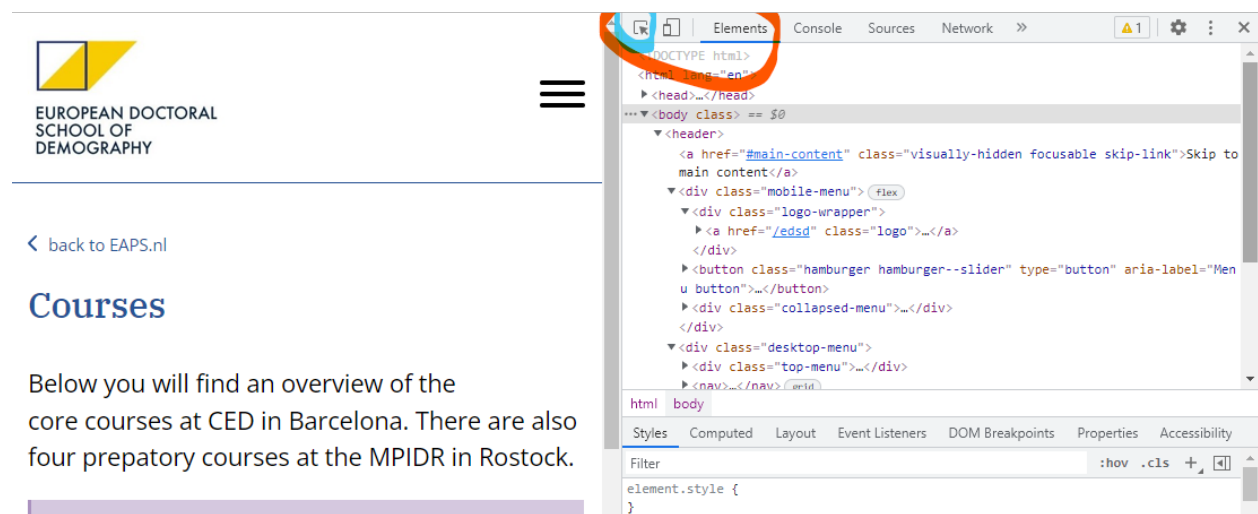 EUROPEAN DOCTORAL
SCHOOL OF
DEMOGRAPHY
back to EAPS.nl
Courses
Below you will find an overview of the
core courses at CED in Barcelona. There are also
four prepatory courses at the MPIDR in Rostock.
Elements Console Sources Network » 1
<!DOCTYPE html>
<html lang="en">
<head>…</head>
<body class> == $0
<header>
<a href="#main-content" class="visually-hidden focusable skip-link">Skip to
main content</a>
<div class="mobile-menu"> flex
<div class="logo-wrapper">
<a href="/edsd" class="logo">…</a>
</div>
<button class="hamburger hamburger--slider" type="button" aria-label="Men
u button">…</button>
<div class="collapsed-menu">…</div>
</div>
<div class="desktop-menu">
<div class="top-menu">…</div>
<nav>…</nav> grid
html body
Styles Computed Layout Event Listeners DOM Breakpoints Properties Accessibility
Filter :hov .cls +
element.style {
}